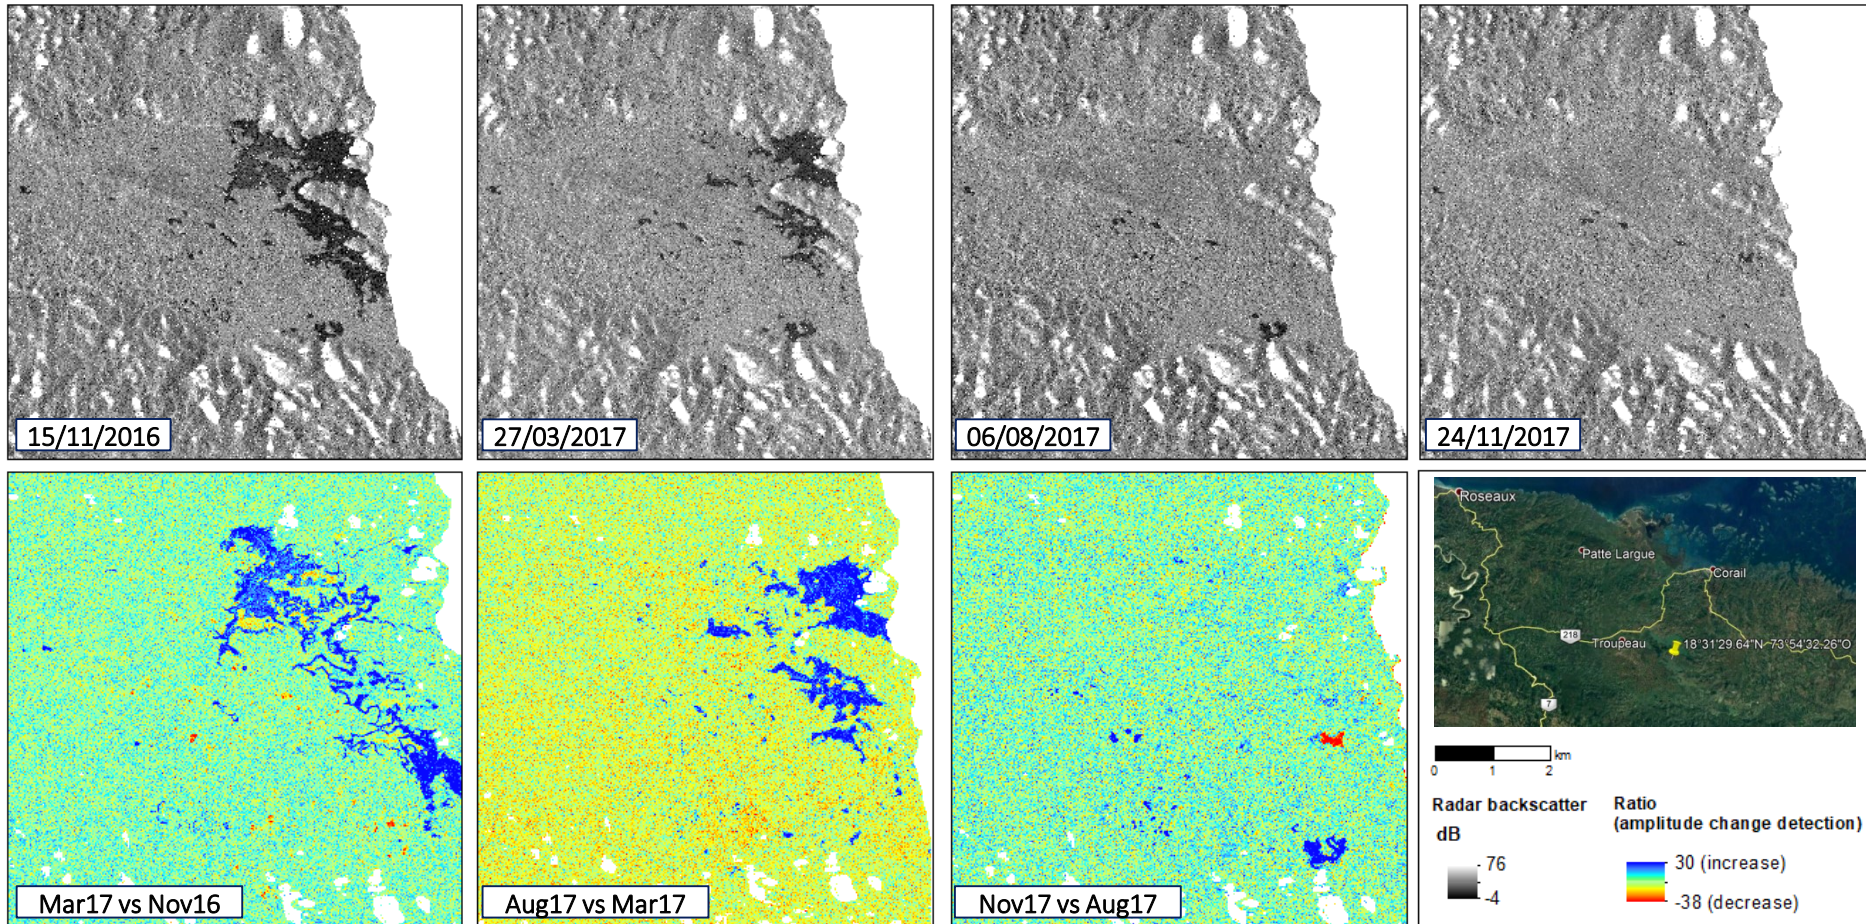 15/11/2016
27/03/2017
06/08/2017
24/11/2017
Mar17 vs Nov16
Aug17 vs Mar17
Nov17 vs Aug17
Roseaux
Patte Largue
Corail
218
Troupeau
18°31'29.64"N 73°54'32.26"O
7
km
0 1 2
Radar backscatter
dB
76
-4
Ratio
(amplitude change detection)
30 (increase)
-38 (decrease)